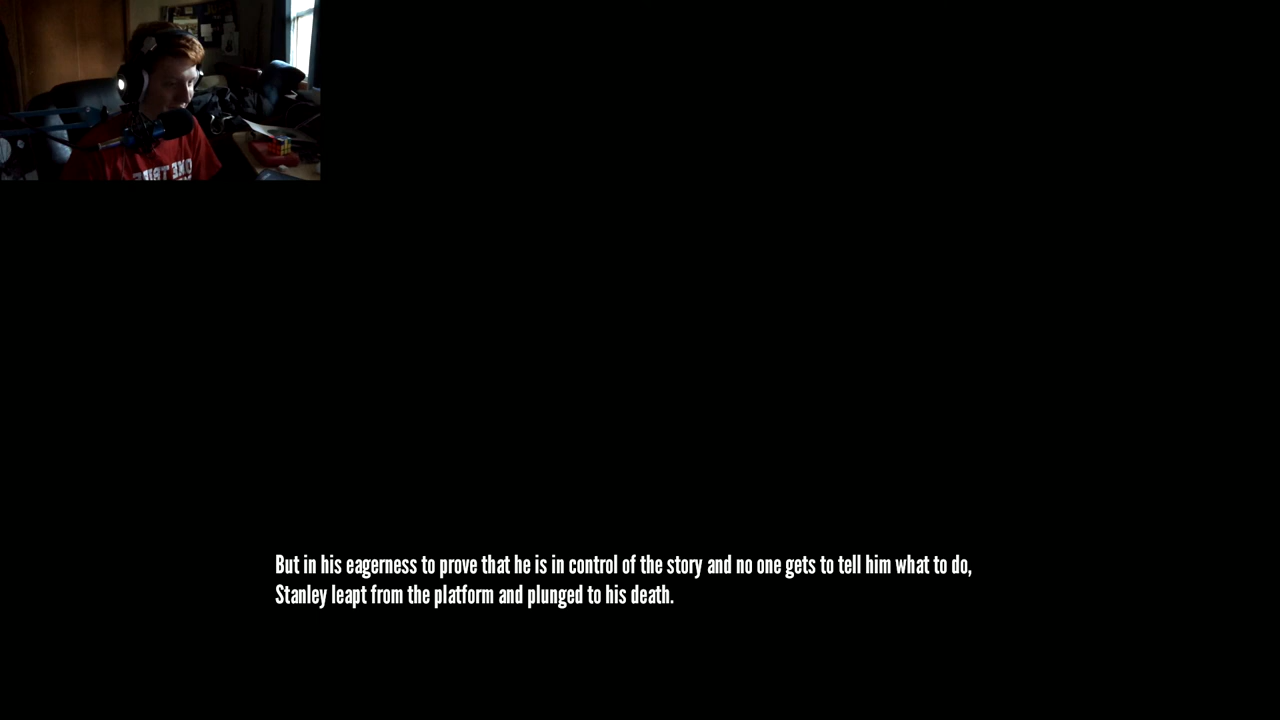 But in his eagerness to prove that he is in control of the story and no one gets to tell him what to do,
Stanley leapt from the platform and plunged to his death.